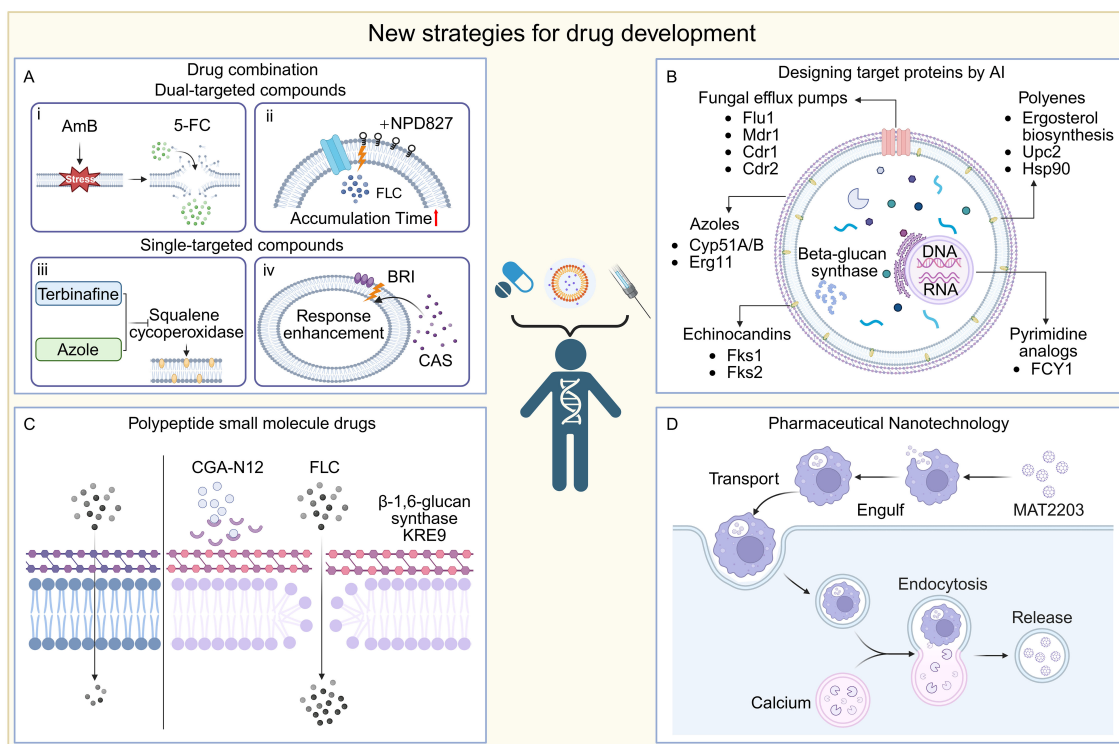 New strategies for drug development
A
Drug combination
Dual-targeted compounds
i
AmB
5-FC
Stress
ii
+NPD827
FLC
Accumulation Time
Single-targeted compounds
iii
Terbinafine
Azole
Squalene
cycoperoxidase
iv
BRI
Response
enhancement
CAS
B
Designing target proteins by AI
Fungal efflux pumps
• Flu1
• Mdr1
• Cdr1
• Cdr2
Polyenes
• Ergosterol
biosynthesis
• Upc2
• Hsp90
Azoles
• Cyp51A/B
• Erg11
Beta-glucan
synthase
DNA
RNA
Echinocandins
• Fks1
• Fks2
Pyrimidine
analogs
• FCY1
C
Polypeptide small molecule drugs
CGA-N12
FLC
β-1,6-glucan
synthase
KRE9
D
Pharmaceutical Nanotechnology
Transport
Engulf
MAT2203
Endocytosis
Release
Calcium